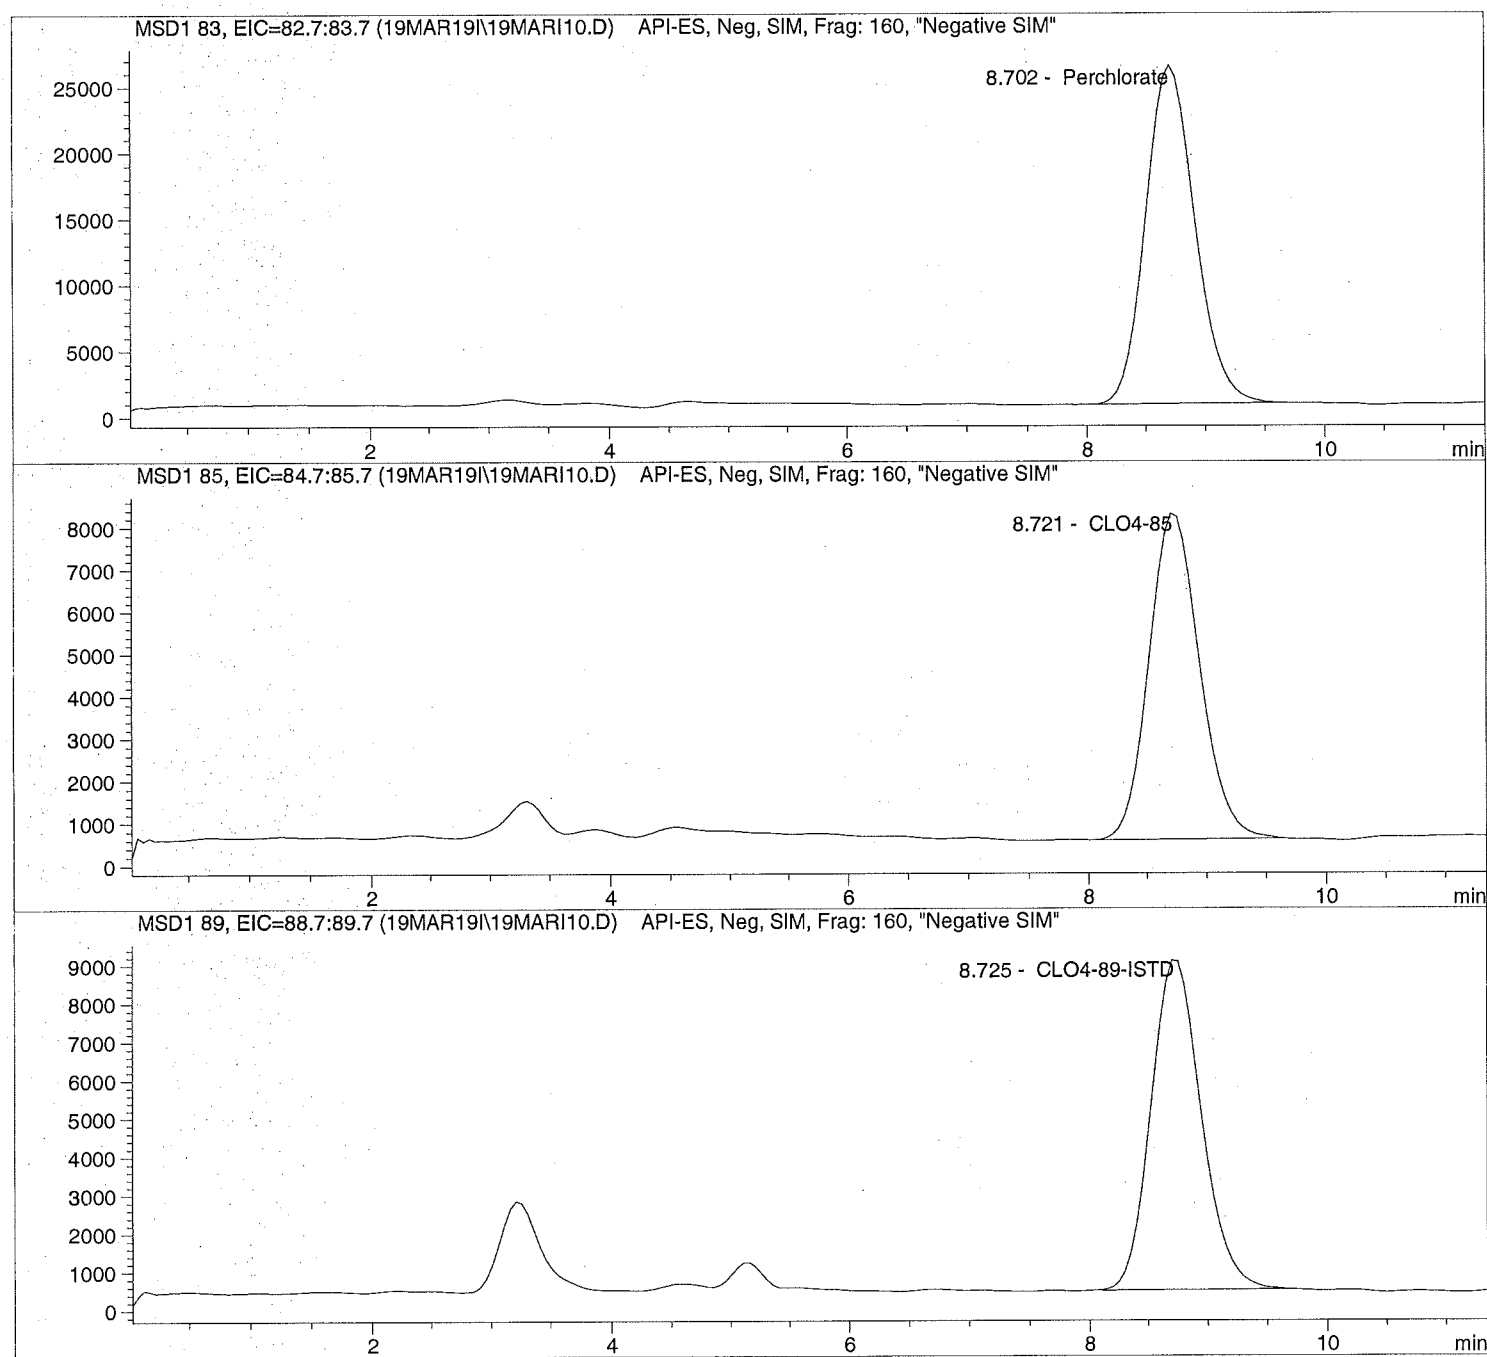 MSD1 83, EIC=82.7:83.7 (19MAR19I\19MARI10.D) API-ES, Neg, SIM, Frag: 160, "Negative SIM"
8.702 - Perchlorate
25000
20000
15000
10000
5000
0
2 4 6 8 10 min
MSD1 85, EIC=84.7:85.7 (19MAR19I\19MARI10.D) API-ES, Neg, SIM, Frag: 160, "Negative SIM"
8.721 - CLO4-85
8000
7000
6000
5000
4000
3000
2000
1000
0
2 4 6 8 10 min
MSD1 89, EIC=88.7:89.7 (19MAR19I\19MARI10.D) API-ES, Neg, SIM, Frag: 160, "Negative SIM"
8.725 - CLO4-89-ISTD
9000
8000
7000
6000
5000
4000
3000
2000
1000
0
2 4 6 8 10 min